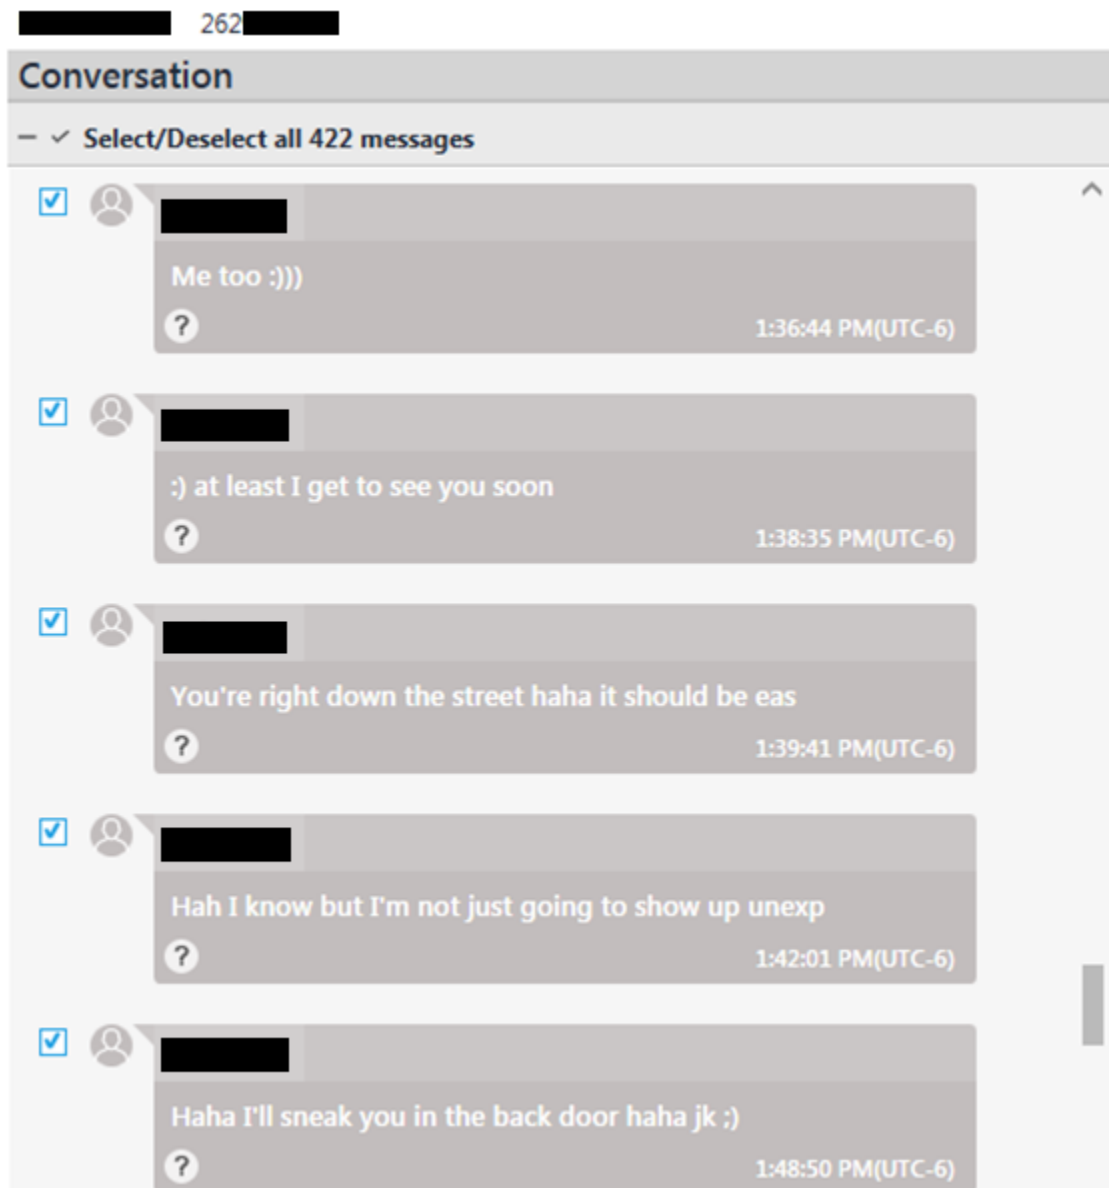 262
Conversation
Select/Deselect all 422 messages
Me too :)))
?
1:36:44 PM(UTC-6)
:) at least I get to see you soon
?
1:38:35 PM(UTC-6)
You're right down the street haha it should be eas
?
1:39:41 PM(UTC-6)
Hah I know but I'm not just going to show up unexp
?
1:42:01 PM(UTC-6)
Haha I'll sneak you in the back door haha jk ;)
?
1:48:50 PM(UTC-6)